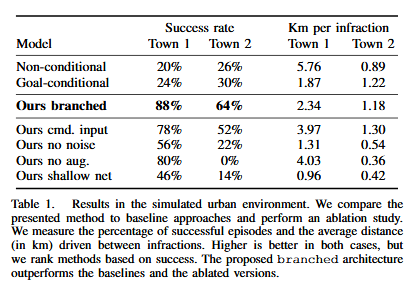 Success rate Km per infraction
Model Town 1 Town 2 Town 1 Town 2
Non-conditional 20% 26% 5.76 0.89
Goal-conditional 24% 30% 1.87 1.22
Ours branched 88% 64% 2.34 1.18
Ours cmd. input 78% 52% 3.97 1.30
Ours no noise 56% 22% 1.31 0.54
Ours no aug. 80% 0% 4.03 0.36
Ours shallow net 46% 14% 0.96 0.42
Table 1. Results in the simulated urban environment. We compare the
presented method to baseline approaches and perform an ablation study.
We measure the percentage of successful episodes and the average distance
(in km) driven between infractions. Higher is better in both cases, but
we rank methods based on success. The proposed branched architecture
outperforms the baselines and the ablated versions.